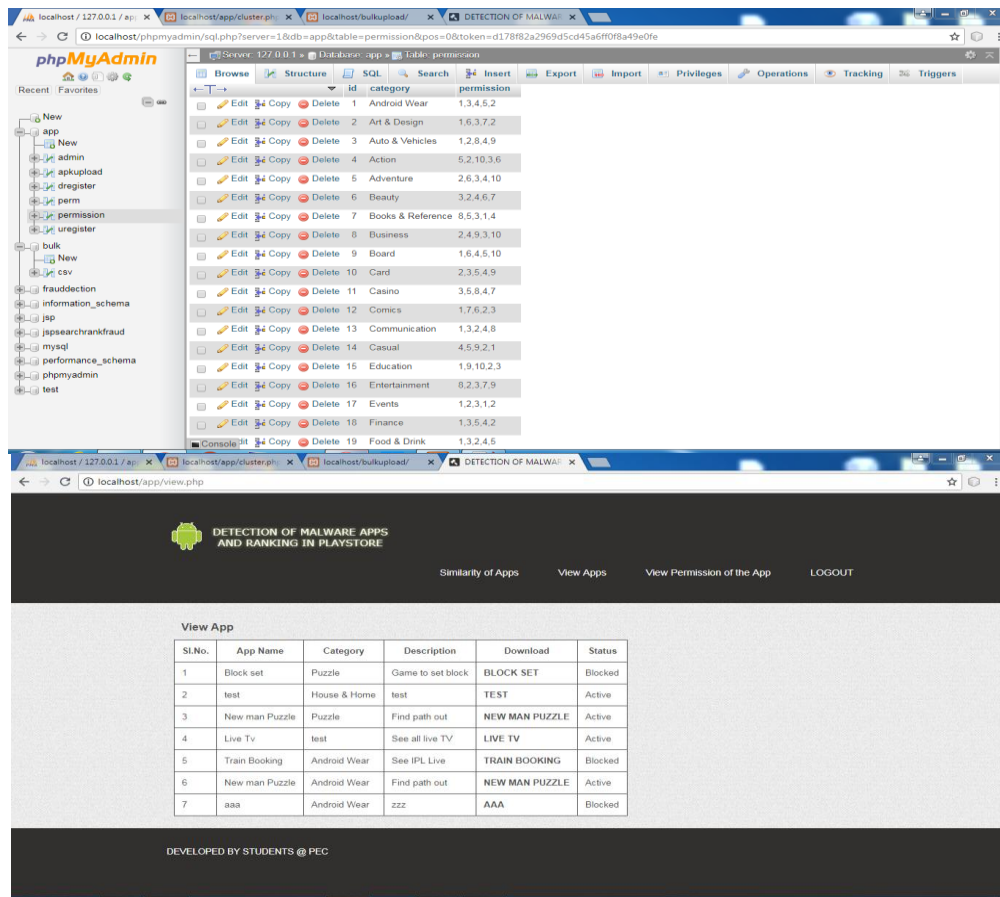 localhost / 127.0.0.1 / ap localhost/app/cluster.ph localhost/bulkupload/ DETECTION OF MALWAR
localhost/phpmyadmin/sql.php?server=1&db=app&table=permission&pos=0&token=d178f82a2969d5cd45a6ff0f8a49e0fe
phpMyAdmin
Recent Favorites
New
app
New
admin
apkupload
dregister
perm
permission
uregister
bulk
New
csv
frauddection
information_schema
jsp
jspsearchrankfraud
mysql
performance_schema
phpmyadmin
test
Server: 127.0.0.1 » Database: app » Table: permission
Browse Structure SQL Search Insert Export Import Privileges Operations Tracking Triggers
id category permission
Edit Copy Delete 1 Android Wear 1,3,4,5,2
Edit Copy Delete 2 Art & Design 1,6,3,7,2
Edit Copy Delete 3 Auto & Vehicles 1,2,8,4,9
Edit Copy Delete 4 Action 5,2,10,3,6
Edit Copy Delete 5 Adventure 2,6,3,4,10
Edit Copy Delete 6 Beauty 3,2,4,6,7
Edit Copy Delete 7 Books & Reference 8,5,3,1,4
Edit Copy Delete 8 Business 2,4,9,3,10
Edit Copy Delete 9 Board 1,6,4,5,10
Edit Copy Delete 10 Card 2,3,5,4,9
Edit Copy Delete 11 Casino 3,5,8,4,7
Edit Copy Delete 12 Comics 1,7,6,2,3
Edit Copy Delete 13 Communication 1,3,2,4,8
Edit Copy Delete 14 Casual 4,5,9,2,1
Edit Copy Delete 15 Education 1,9,10,2,3
Edit Copy Delete 16 Entertainment 8,2,3,7,9
Edit Copy Delete 17 Events 1,2,3,1,2
Edit Copy Delete 18 Finance 1,3,5,4,2
Console dit Copy Delete 19 Food & Drink 1,3,2,4,5
localhost / 127.0.0.1 / ap localhost/app/cluster.ph localhost/bulkupload/ DETECTION OF MALWAR
localhost/app/view.php
DETECTION OF MALWARE APPS
AND RANKING IN PLAYSTORE
Similarity of Apps View Apps View Permission of the App LOGOUT
View App
Sl.No. App Name Category Description Download Status
1 Block set Puzzle Game to set block BLOCK SET Blocked
2 test House & Home test TEST Active
3 New man Puzzle Puzzle Find path out NEW MAN PUZZLE Active
4 Live Tv test See all live TV LIVE TV Active
5 Train Booking Android Wear See IPL Live TRAIN BOOKING Blocked
6 New man Puzzle Android Wear Find path out NEW MAN PUZZLE Active
7 aaa Android Wear zzz AAA Blocked
DEVELOPED BY STUDENTS @ PEC